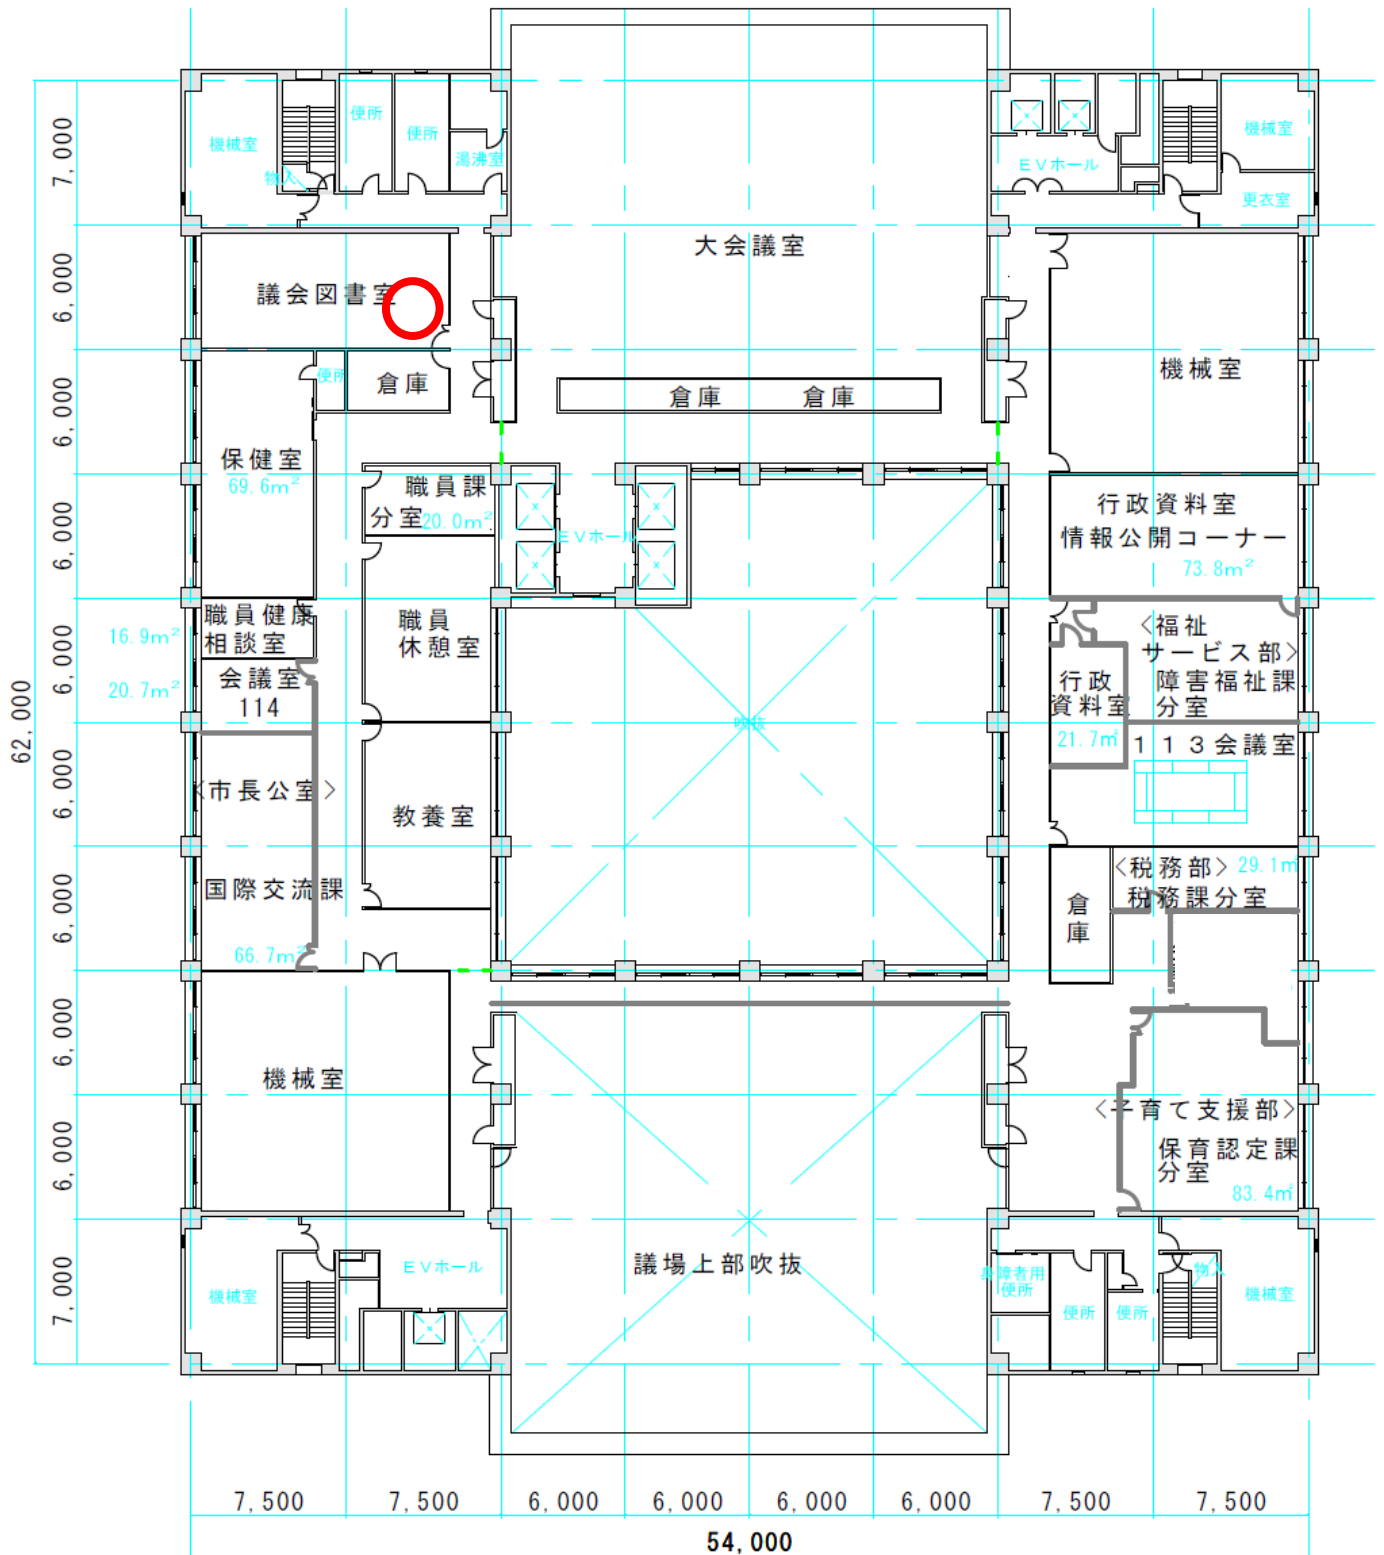 機械室
物入
便所
便所
湯沸室
EVホール
機械室
更衣室
7,000
大会議室
議会図書室
6,000
機械室
便所
倉庫
倉庫
倉庫
6,000
保健室
69.6m²
職員課
分室
20.0m²
EVホール
行政資料室
情報公開コーナー
73.8m²
6,000
職員健康
相談室
16.9m²
職員
休憩室
<福祉
サービス部>
障害福祉課
分室
6,000
会議室
114
20.7m²
行政
資料室
21.7㎡
吹抜
113会議室
62,000
6,000
<市長公室>
教養室
国際交流課
66.7m²
<税務部>
29.1㎡
税務課分室
倉
庫
6,000
機械室
6,000
<子育て支援部>
保育認定課
分室
83.4㎡
6,000
議場上部吹抜
EVホール
機械室
身障者用
便所
便所
便所
物入
機械室
7,000
7,500
7,500
6,000
6,000
6,000
6,000
7,500
7,500
54,000